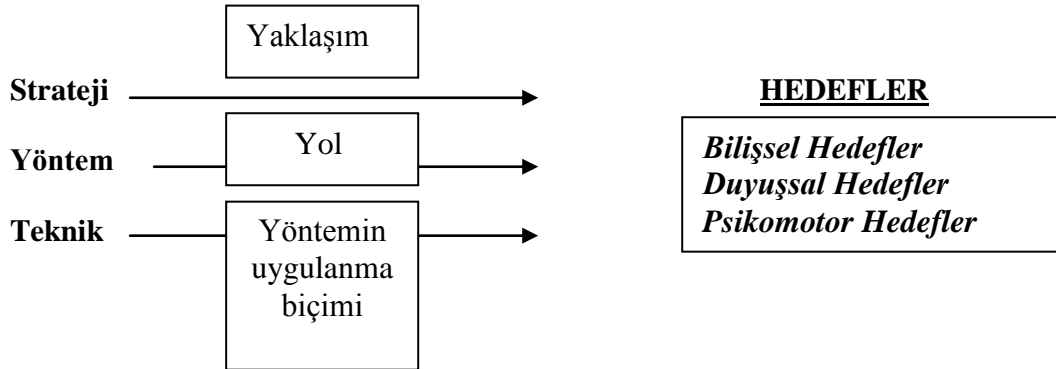 Yaklaşım
Strateji
HEDEFLER
Yöntem
Yol
Bilişsel Hedefler
Duyuşsal Hedefler
Psikomotor Hedefler
Teknik
Yöntemin
uygulanma
biçimi